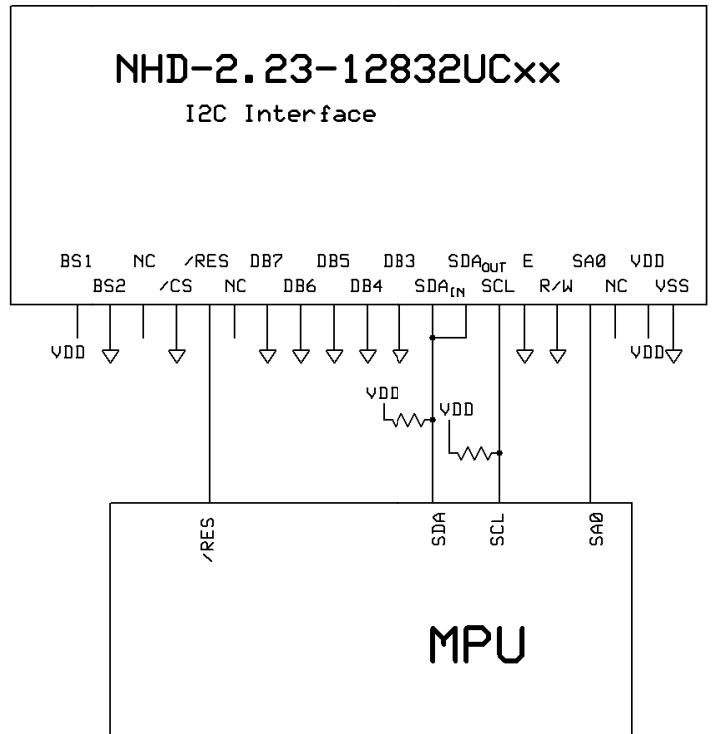 NHD-2.23-12832UCxx
I2C Interface
BS1 NC /RES DB7 DB5 DB3 SDAOUT E SA0 VDD
BS2 /CS NC DB6 DB4 SDAIN SCL R/W NC VSS
VDD VDD
VDD
VDD
/RES SDA SCL SA0
MPU